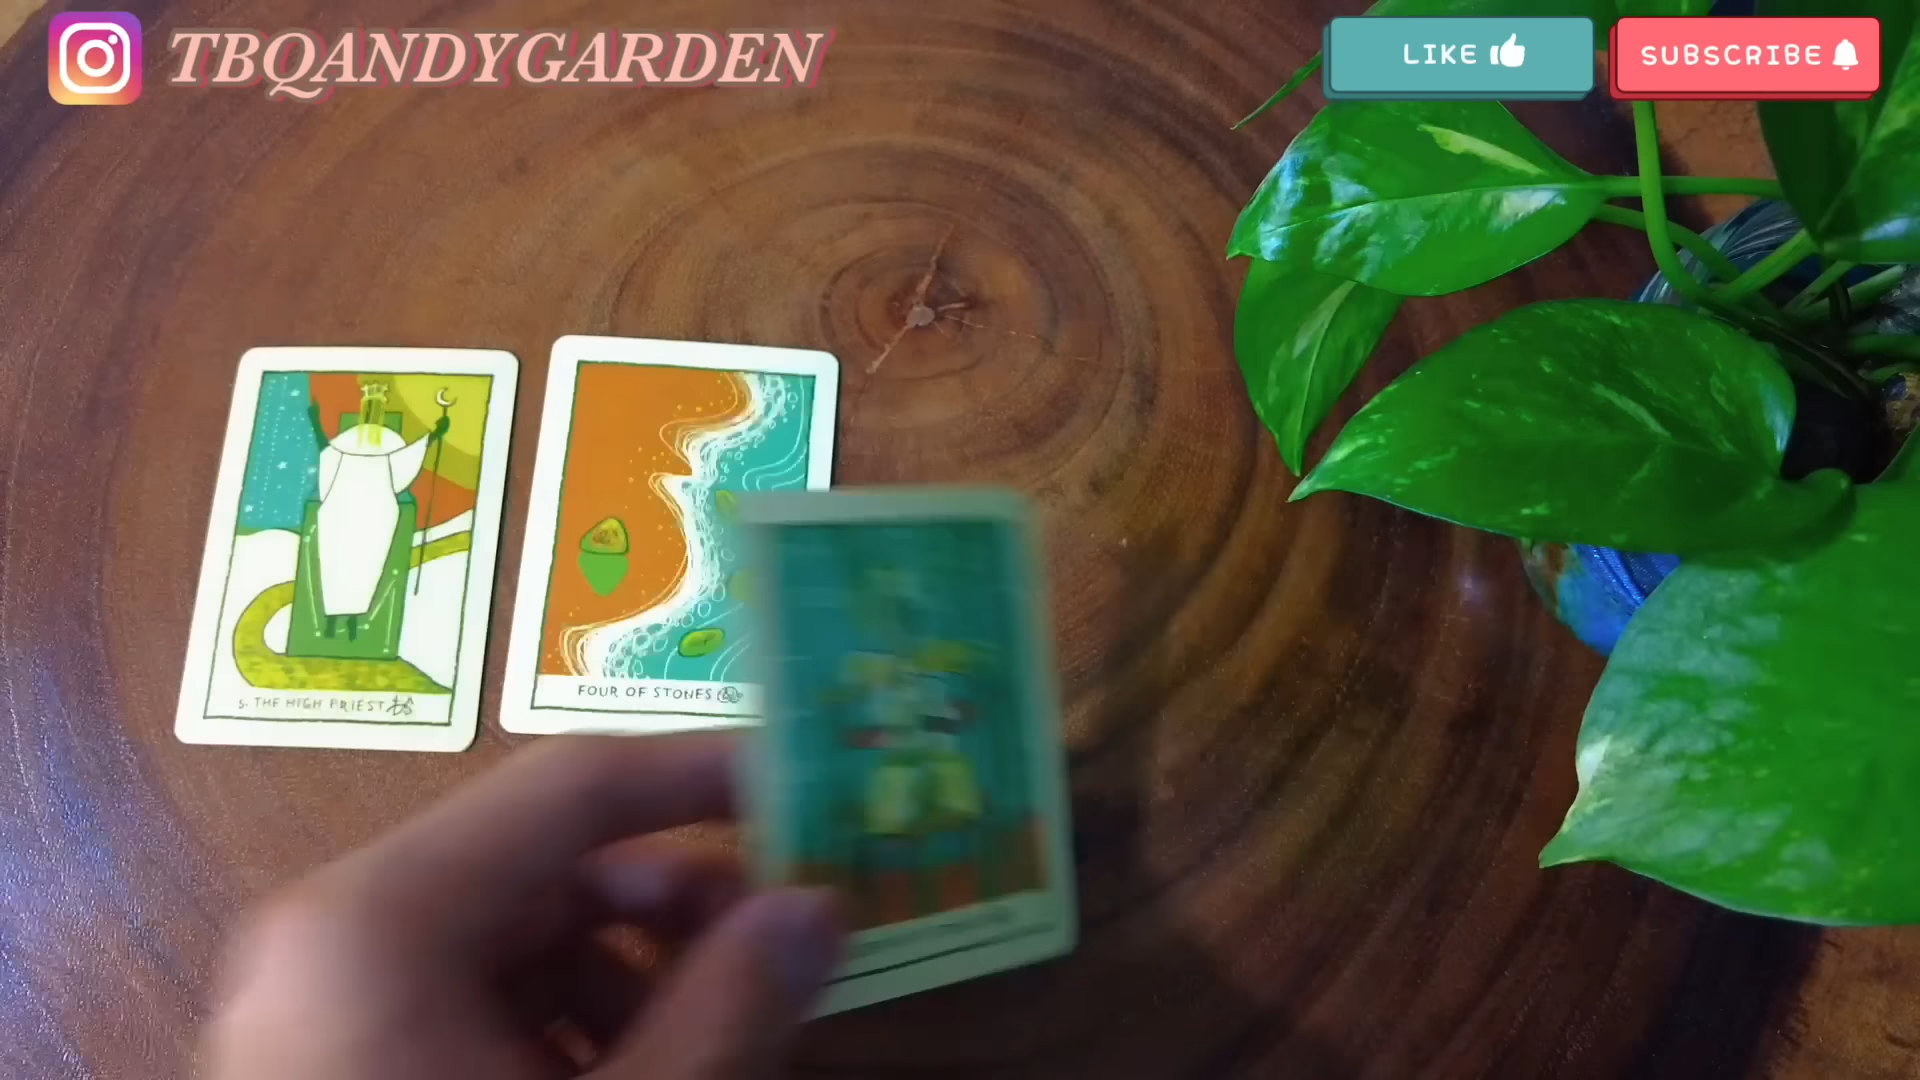 TBQANDYGARDEN
LIKE
SUBSCRIBE
5. THE HIGH PRIEST
FOUR OF STONES